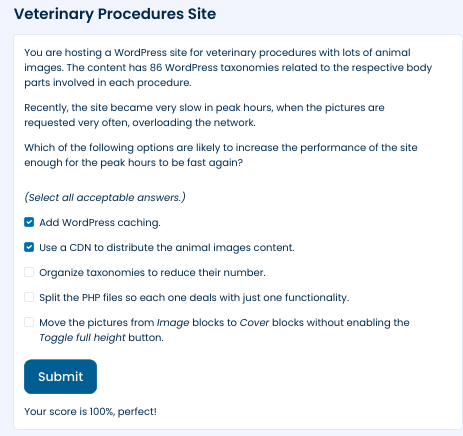 Veterinary Procedures Site
You are hosting a WordPress site for veterinary procedures with lots of animal
images. The content has 86 WordPress taxonomies related to the respective body
parts involved in each procedure.
Recently, the site became very slow in peak hours, when the pictures are
requested very often, overloading the network.
Which of the following options are likely to increase the performance of the site
enough for the peak hours to be fast again?
(Select all acceptable answers.)
Add WordPress caching.
Use a CDN to distribute the animal images content.
Organize taxonomies to reduce their number.
Split the PHP files so each one deals with just one functionality.
Move the pictures from Image blocks to Cover blocks without enabling the
Toggle full height button.
Submit
Your score is 100%, perfect!